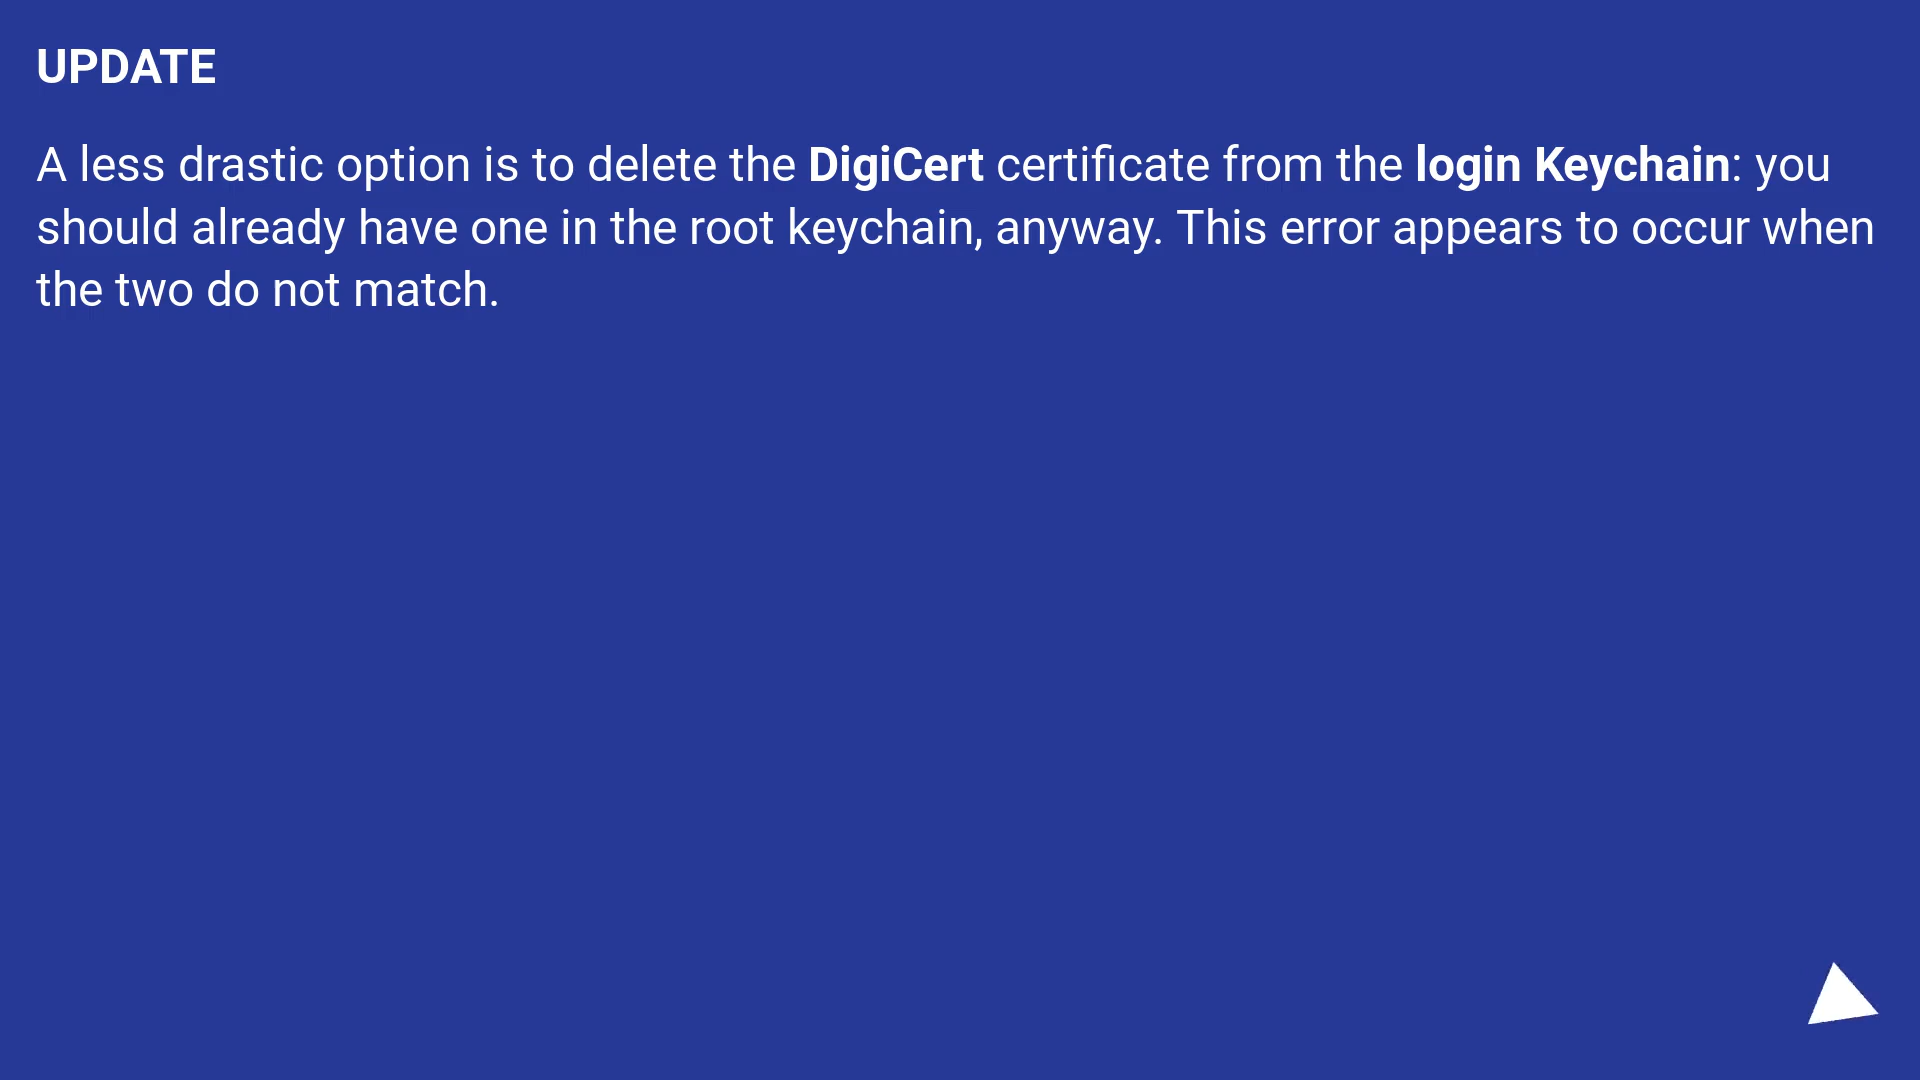 UPDATE
A less drastic option is to delete the DigiCert certificate from the login Keychain: you
should already have one in the root keychain, anyway. This error appears to occur when
the two do not match.